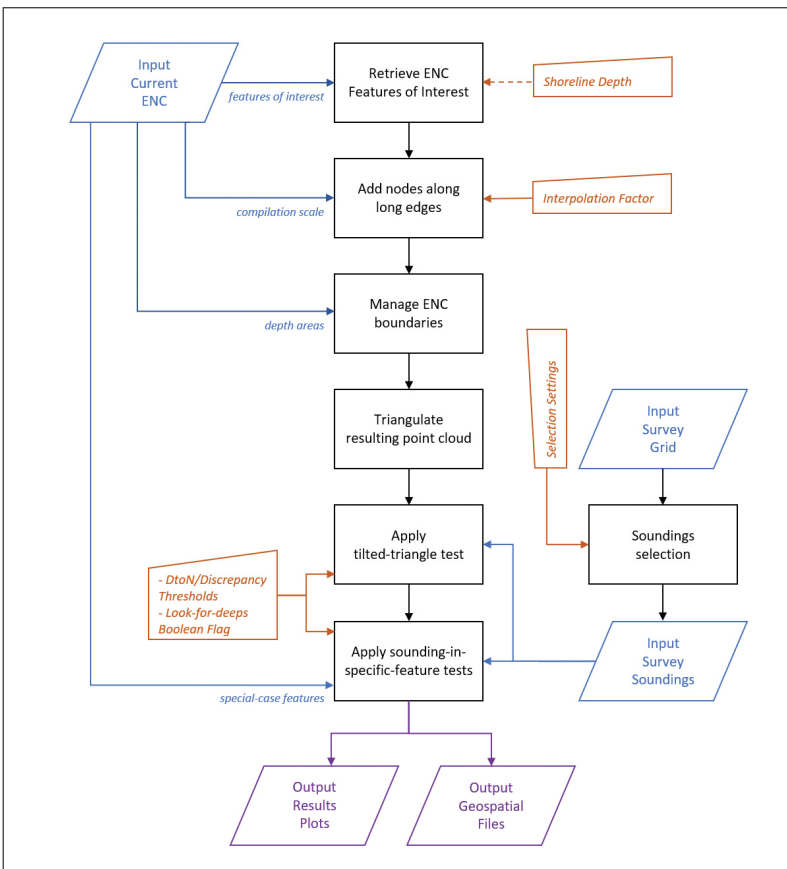 Input
Current
ENC
features of interest
Retrieve ENC
Features of Interest
Shoreline Depth
Add nodes along
long edges
compilation scale
Interpolation Factor
Manage ENC
boundaries
depth areas
Selection Settings
Triangulate
resulting point cloud
Input
Survey
Grid
Apply
tilted-triangle test
Soundings
selection
- DtoN/Discrepancy
Thresholds
- Look-for-deeps
Boolean Flag
Apply sounding-in-
specific-feature tests
special-case features
Input
Survey
Soundings
Output
Results
Plots
Output
Geospatial
Files